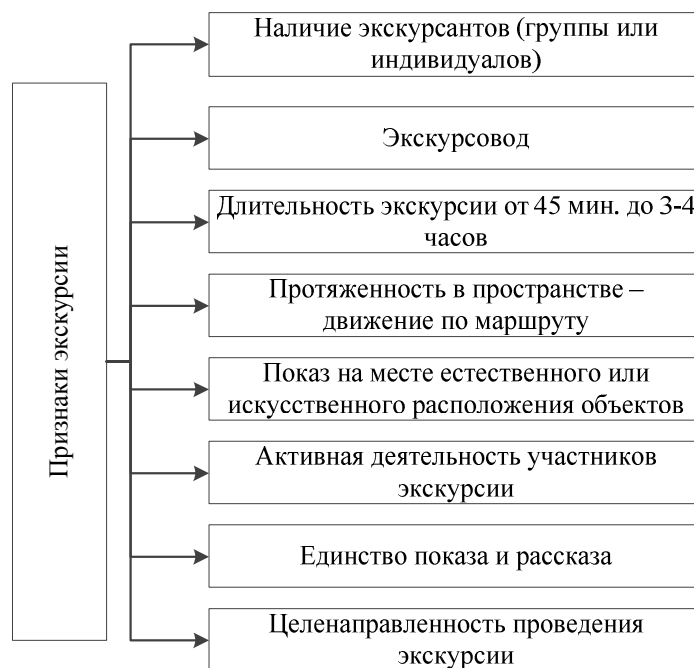 Признаки экскурсии
Наличие экскурсантов (группы или
индивидуалов)
Экскурсовод
Длительность экскурсии от 45 мин. до 3-4
часов
Протяженность в пространстве –
движение по маршруту
Показ на месте естественного или
искусственного расположения объектов
Активная деятельность участников
экскурсии
Единство показа и рассказа
Целенаправленность проведения
экскурсии